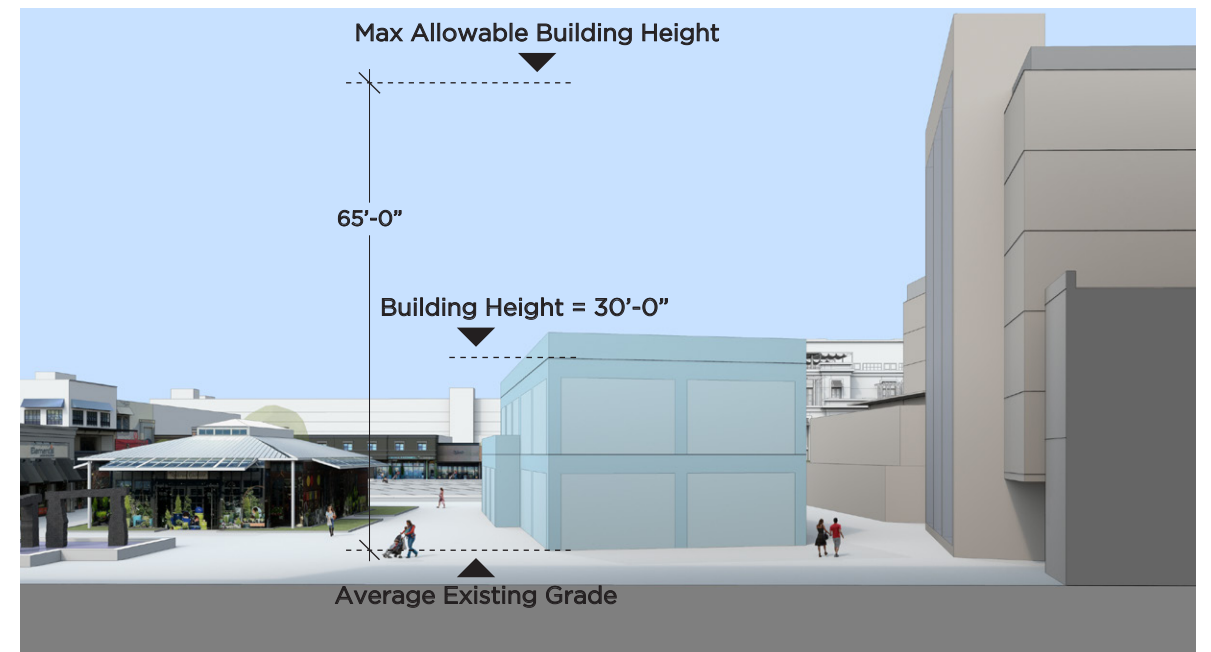 Max Allowable Building Height
65’-0”
Building Height = 30’-0”
Average Existing Grade